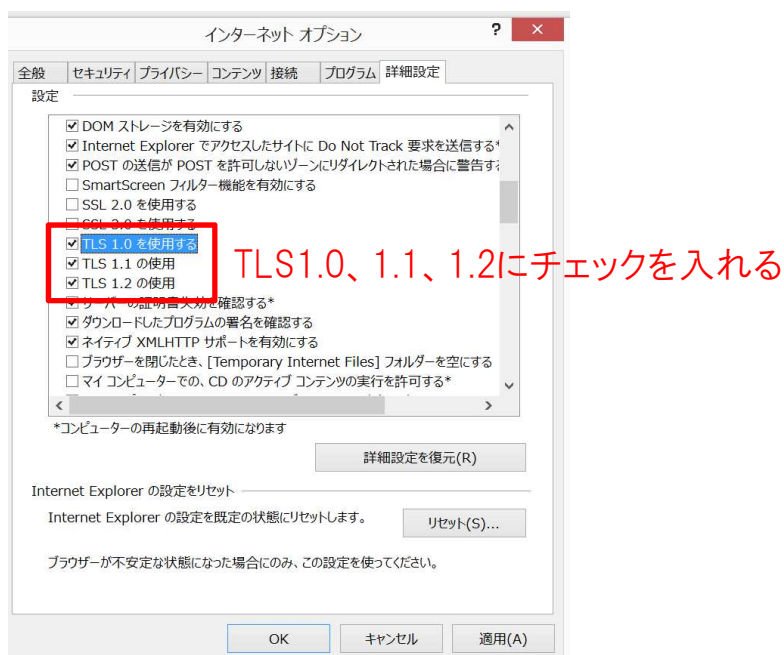 インターネット オプション
?
×
全般 セキュリティ プライバシー コンテンツ 接続 プログラム 詳細設定
設定
DOM ストレージを有効にする
Internet Explorer でアクセスしたサイトに Do Not Track 要求を送信する*
POST の送信が POST を許可しないゾーンにリダイレクトされた場合に警告す
SmartScreen フィルター機能を有効にする
SSL 2.0 を使用する
SSL 3.0 を使用する
TLS 1.0 を使用する
TLS 1.1 の使用
TLS 1.2 の使用
TLS1.0、1.1、1.2にチェックを入れる
サーバーの証明書失効を確認する*
ダウンロードしたプログラムの署名を確認する
ネイティブ XMLHTTP サポートを有効にする
ブラウザーを閉じたとき、[Temporary Internet Files] フォルダーを空にする
マイ コンピューターでの、CD のアクティブ コンテンツの実行を許可する*
*コンピューターの再起動後に有効になります
詳細設定を復元(R)
Internet Explorer の設定をリセット
Internet Explorer の設定を既定の状態にリセットします。
リセット(S)...
ブラウザーが不安定な状態になった場合にのみ、この設定を使ってください。
OK キャンセル 適用(A)